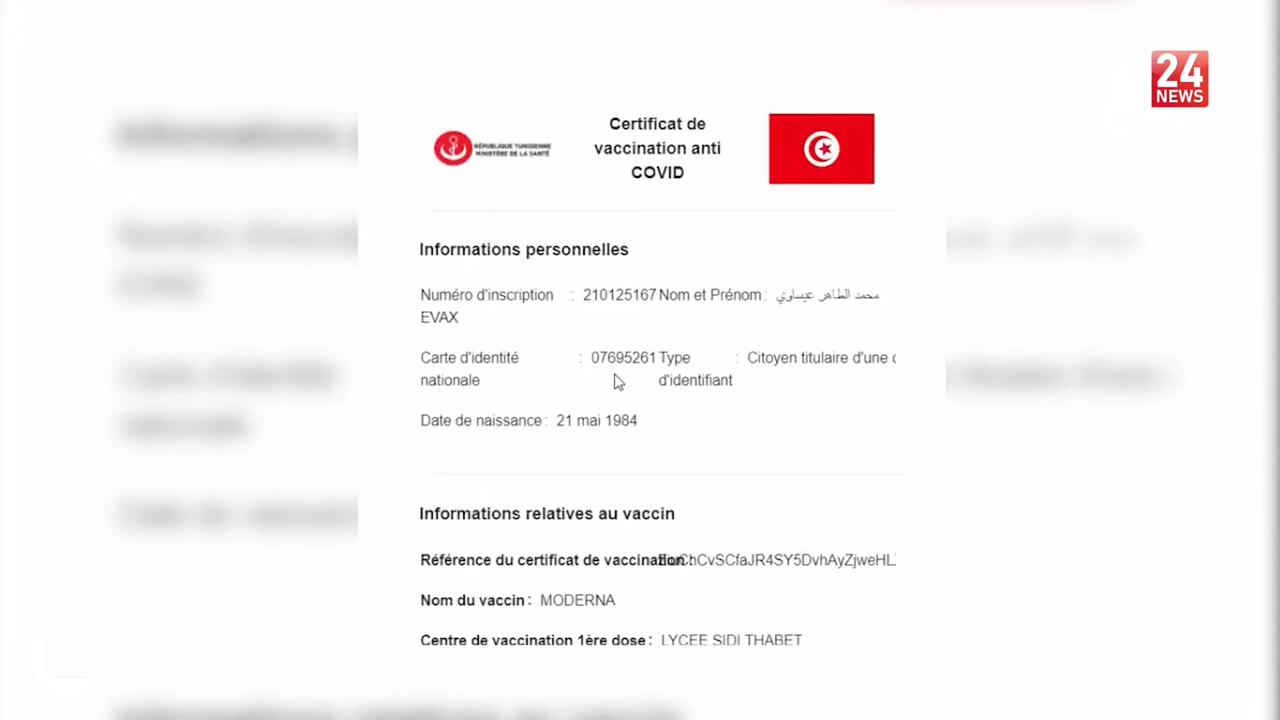 24
NEWS
RÉPUBLIQUE TUNISIENNE
MINISTÈRE DE LA SANTÉ
Certificat de
vaccination anti
COVID
Informations personnelles
Numéro d'inscription : 210125167 Nom et Prénom : محمد الطاهر عيساوي
EVAX
Carte d'identité : 07695261 Type : Citoyen titulaire d'une
nationale d'identifiant
Date de naissance : 21 mai 1984
Informations relatives au vaccin
Référence du certificat de vaccination :
Nom du vaccin : MODERNA
Centre de vaccination 1ère dose : LYCEE SIDI THABET